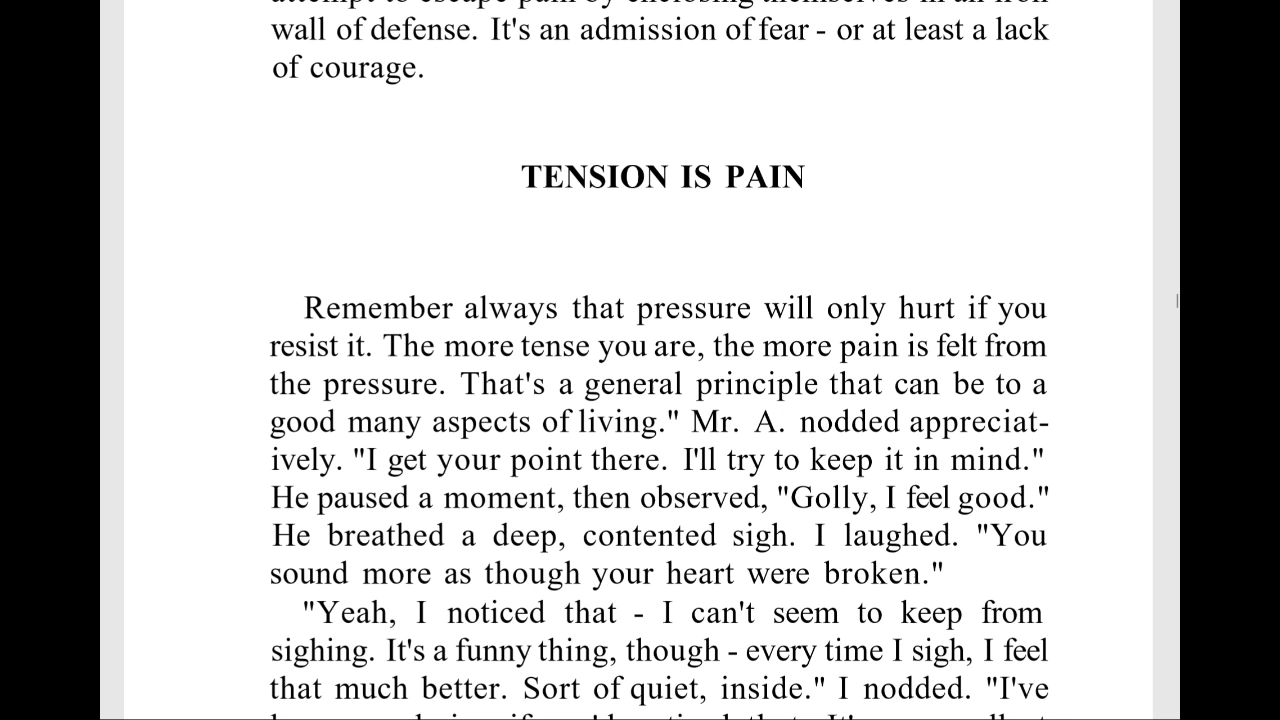 wall of defense. It's an admission of fear - or at least a lack
of courage.
TENSION IS PAIN
Remember always that pressure will only hurt if you
resist it. The more tense you are, the more pain is felt from
the pressure. That's a general principle that can be to a
good many aspects of living." Mr. A. nodded appreciat-
ively. "I get your point there. I'll try to keep it in mind."
He paused a moment, then observed, "Golly, I feel good."
He breathed a deep, contented sigh. I laughed. "You
sound more as though your heart were broken."
"Yeah, I noticed that - I can't seem to keep from
sighing. It's a funny thing, though - every time I sigh, I feel
that much better. Sort of quiet, inside." I nodded. "I've